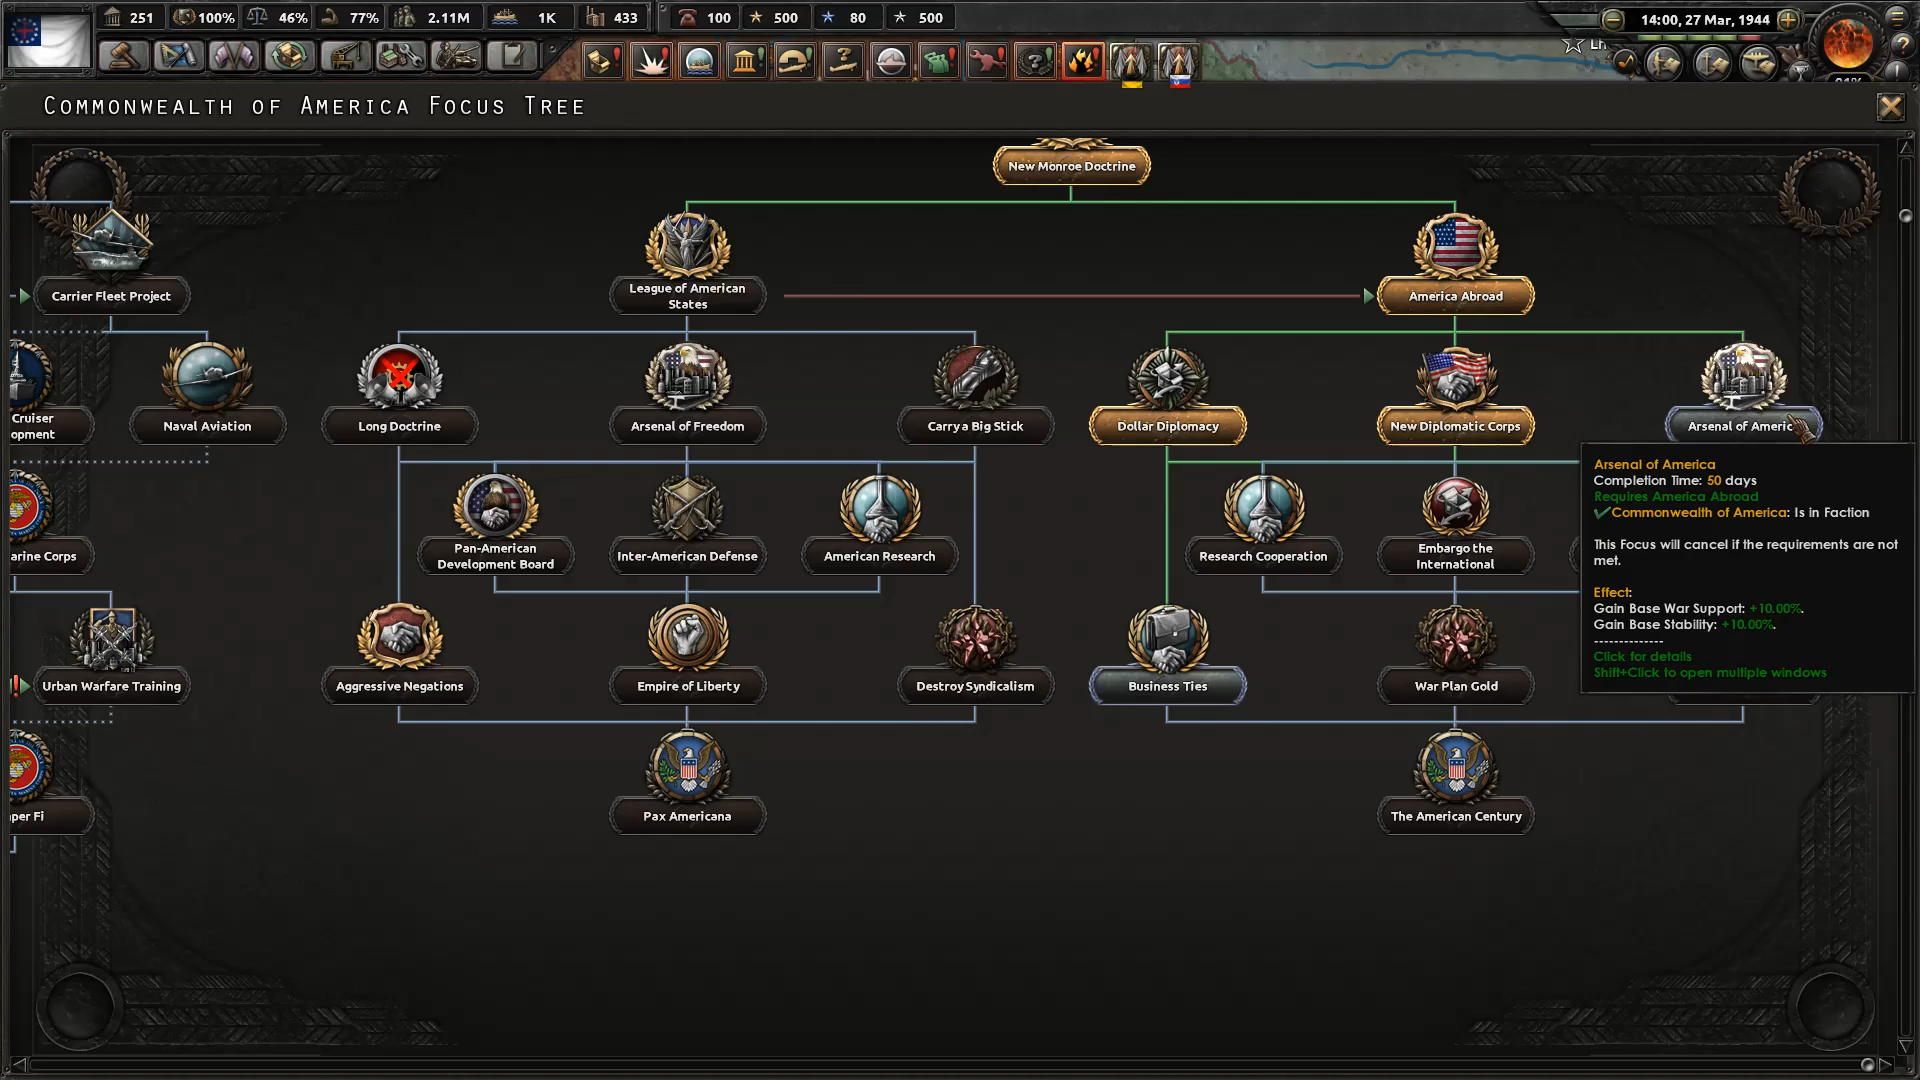 251
100%
46%
77%
2.11M
1K
433
100
500
80
500
14:00, 27 Mar, 1944
Commonwealth of America Focus Tree
New Monroe Doctrine
Carrier Fleet Project
League of American
States
America Abroad
Cruiser
opment
Naval Aviation
Long Doctrine
Arsenal of Freedom
Carry a Big Stick
Dollar Diplomacy
New Diplomatic Corps
Arsenal of Americ
arine Corps
Pan-American
Development Board
Inter-American Defense
American Research
Research Cooperation
Embargo the
International
Arsenal of America
Completion Time: 50 days
Requires America Abroad
Commonwealth of America: Is in Faction
This Focus will cancel if the requirements are not
met.
Effect:
Gain Base War Support: +10.00%.
Gain Base Stability: +10.00%.
--------------
Click for details
Shift+Click to open multiple windows
Urban Warfare Training
Aggressive Negations
Empire of Liberty
Destroy Syndicalism
Business Ties
War Plan Gold
per Fi
Pax Americana
The American Century